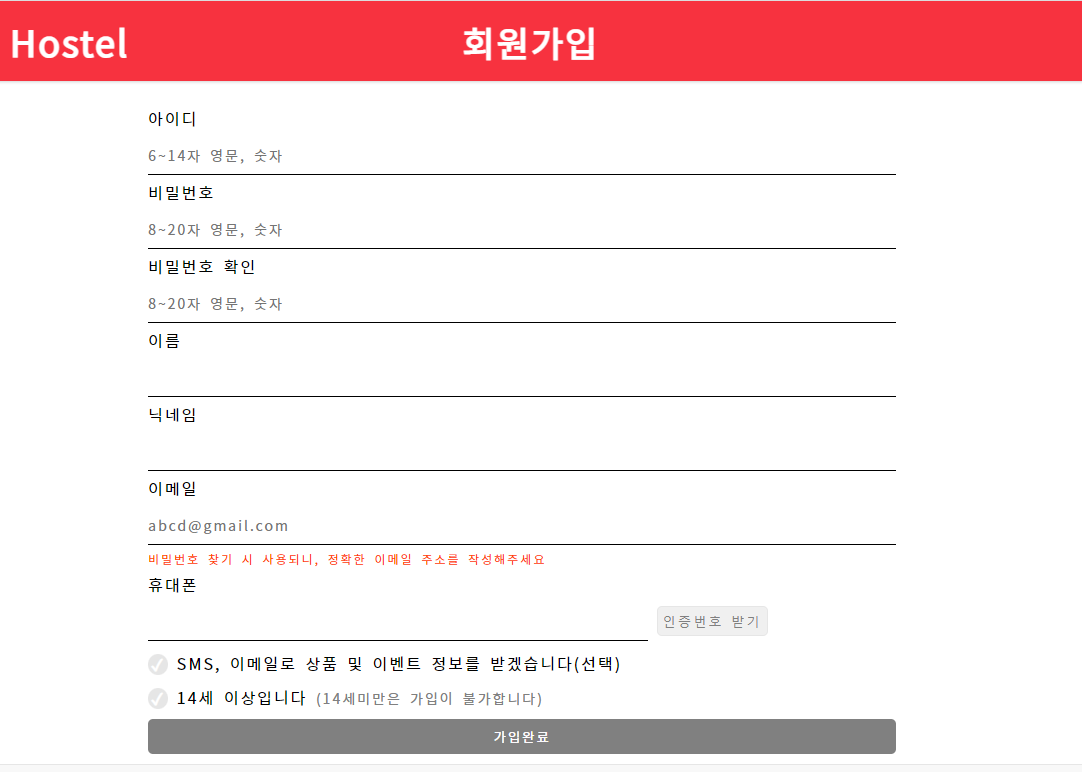 Hostel 회원가입
아이디
6~14자 영문, 숫자
비밀번호
8~20자 영문, 숫자
비밀번호 확인
8~20자 영문, 숫자
이름
닉네임
이메일
abcd@gmail.com
비밀번호 찾기 시 사용되니, 정확한 이메일 주소를 작성해주세요
휴대폰
인증번호 받기
SMS, 이메일로 상품 및 이벤트 정보를 받겠습니다(선택)
14세 이상입니다 (14세미만은 가입이 불가합니다)
가입완료